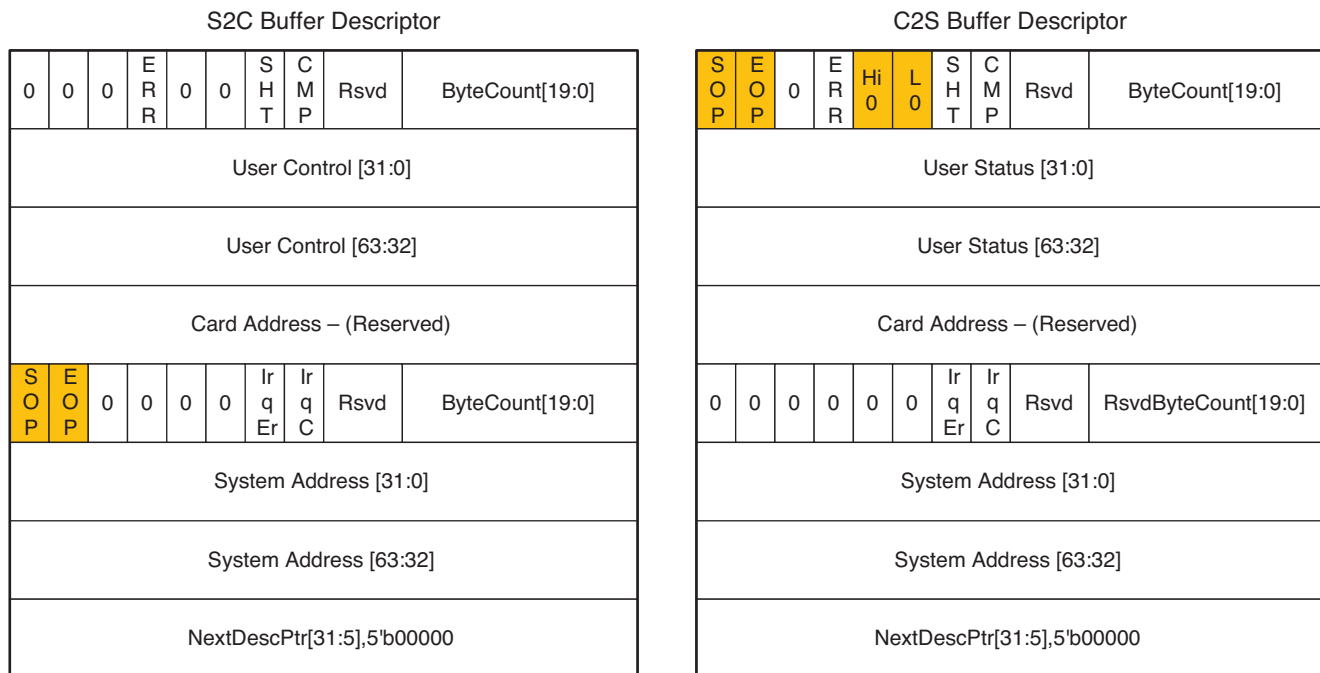 S2C Buffer Descriptor
0 0 0 ERR 0 0 SHT CMP Rsvd ByteCount[19:0]
User Control [31:0]
User Control [63:32]
Card Address – (Reserved)
SOP EOP 0 0 0 0 IrqEr IrqC Rsvd ByteCount[19:0]
System Address [31:0]
System Address [63:32]
NextDescPtr[31:5],5'b00000
C2S Buffer Descriptor
SOP EOP 0 ERR Hi 0 L 0 SHT CMP Rsvd ByteCount[19:0]
User Status [31:0]
User Status [63:32]
Card Address – (Reserved)
0 0 0 0 0 0 IrqEr IrqC Rsvd RsvdByteCount[19:0]
System Address [31:0]
System Address [63:32]
NextDescPtr[31:5],5'b00000